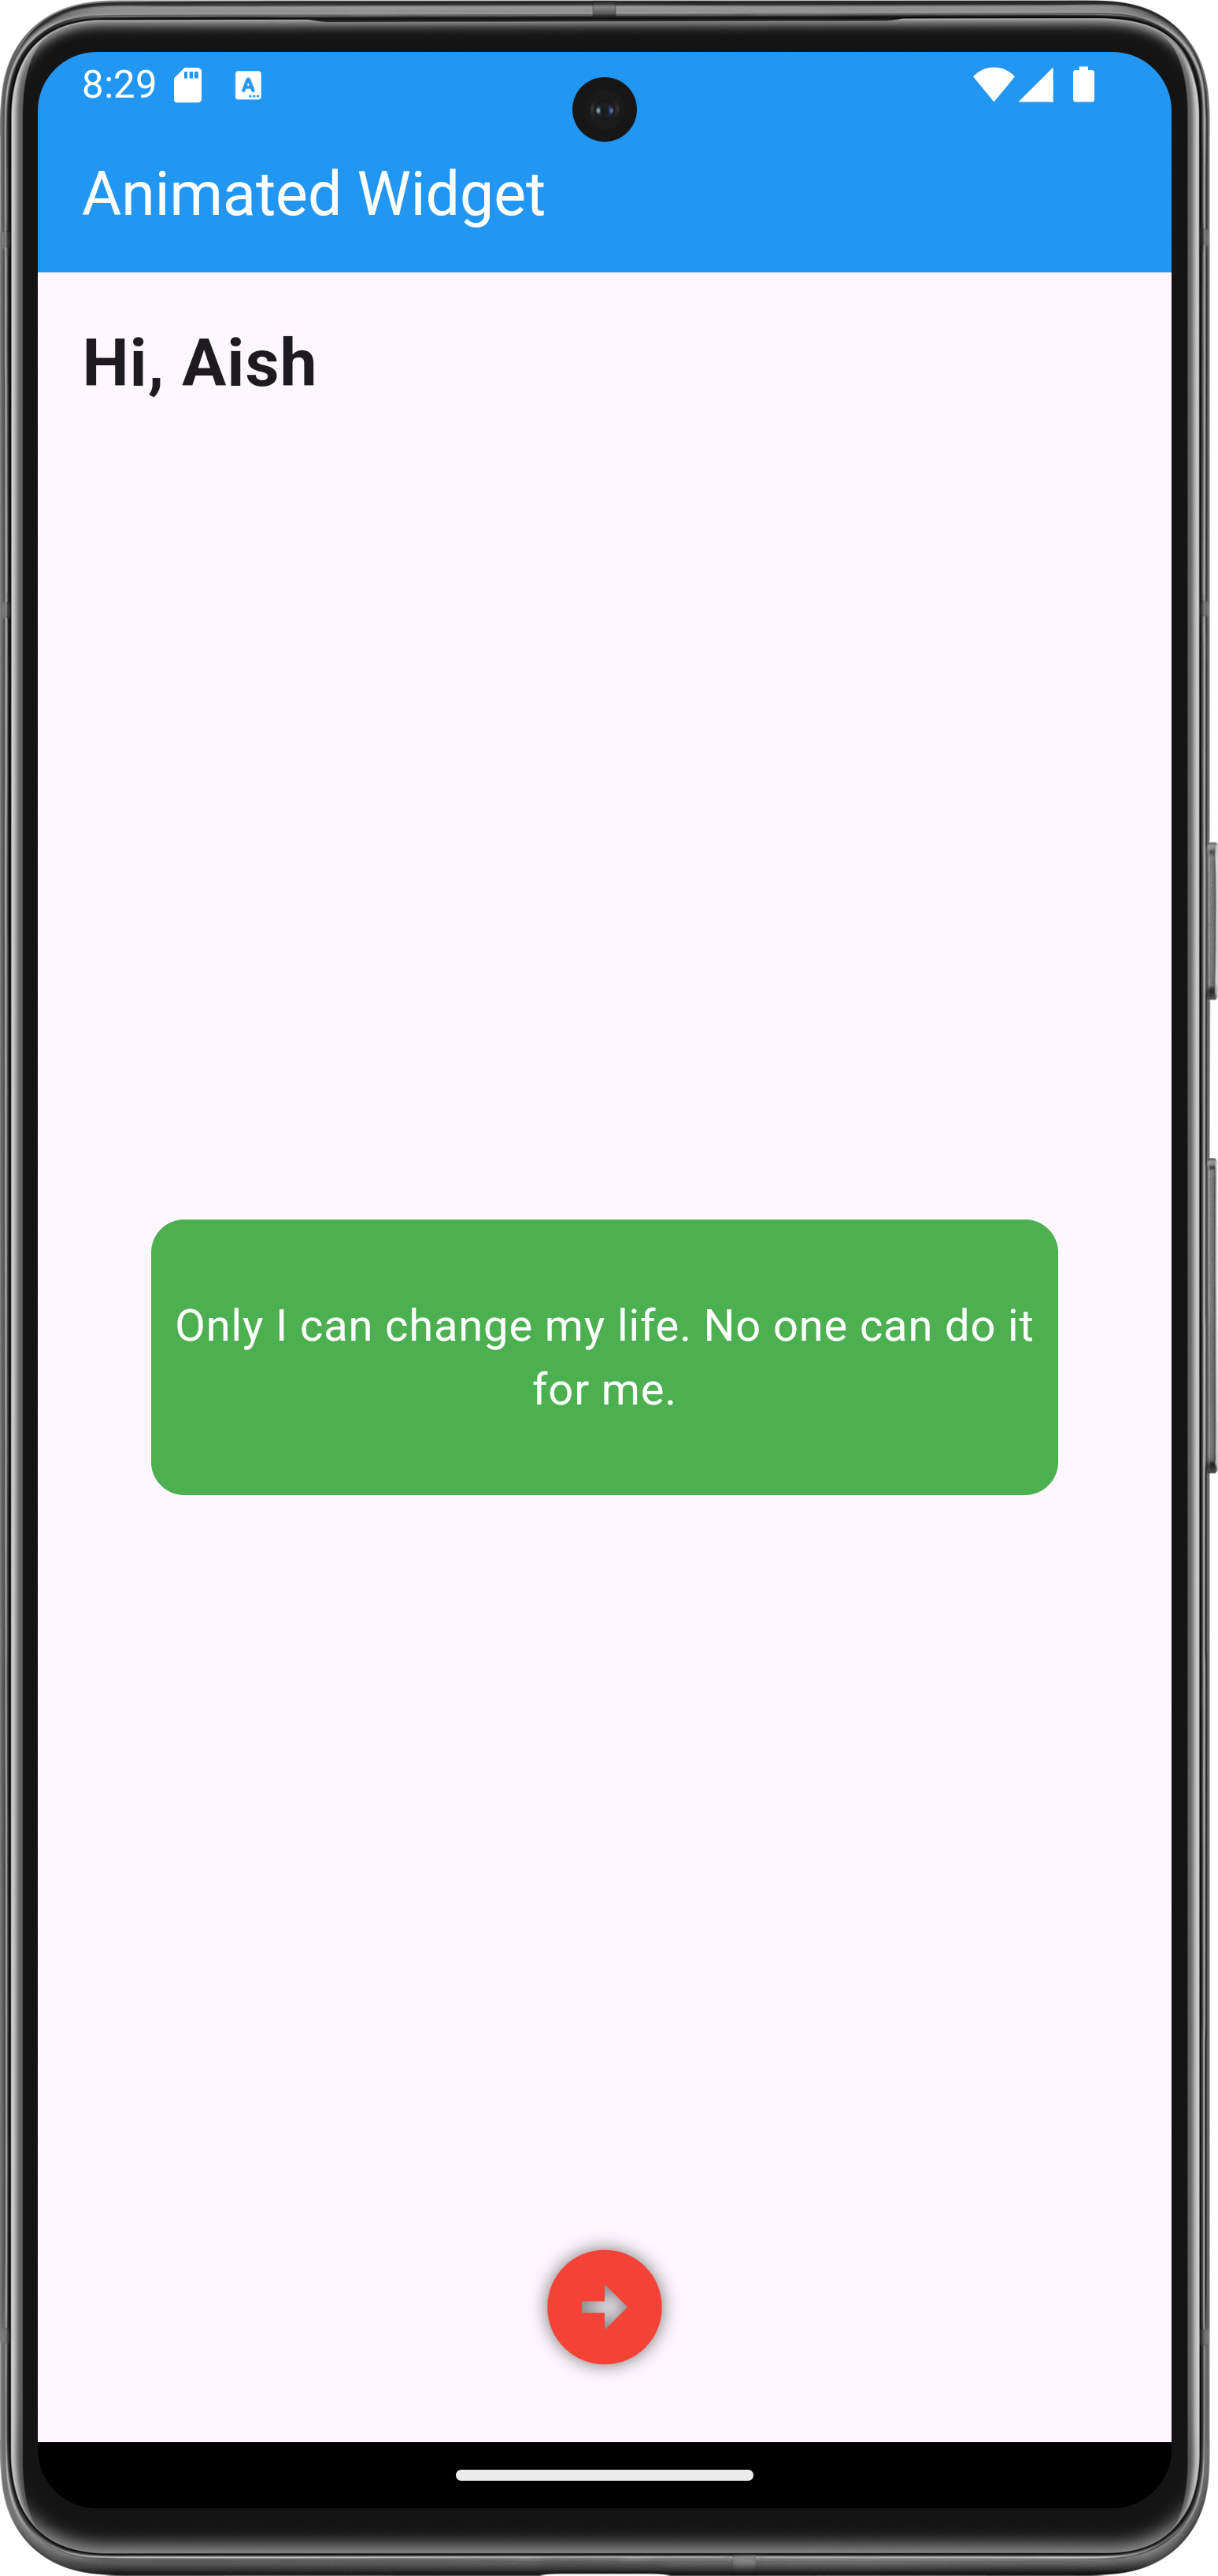 8:29
Animated Widget
Hi, Aish
Only I can change my life. No one can do it
for me.